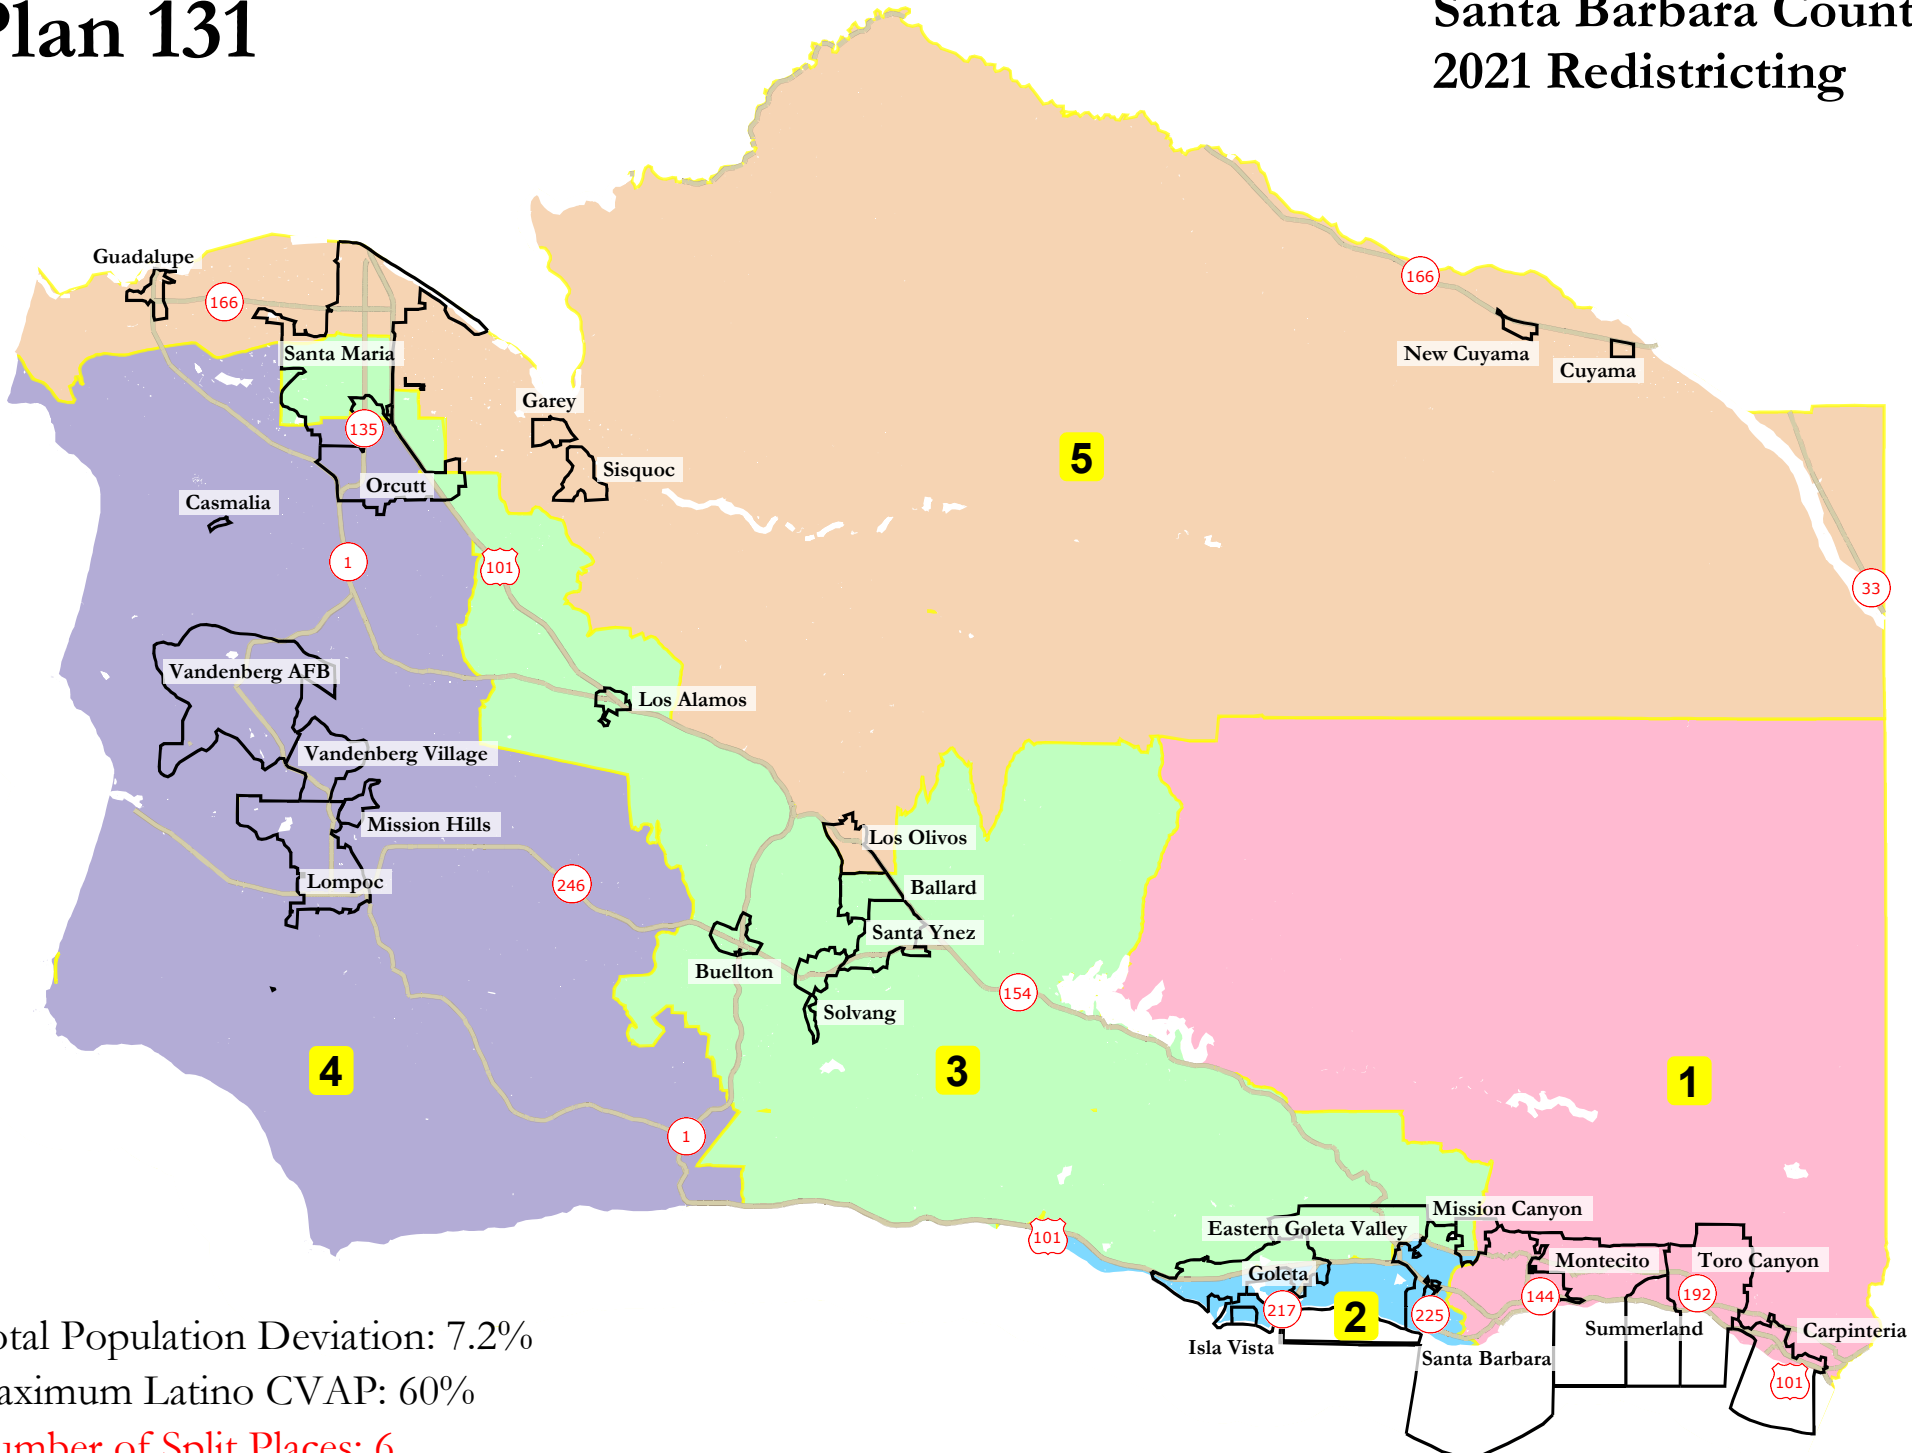 Plan 131
Santa Barbara Count
2021 Redistricting
Guadalupe
166
Santa Maria
135
Orcutt
Garey
Sisquoc
Casmalia
1
101
166
New Cuyama
Cuyama
5
33
Vandenberg AFB
Los Alamos
Vandenberg Village
Mission Hills
Lompoc
246
Los Olivos
Ballard
Santa Ynez
Buellton
Solvang
154
4
3
1
1
101
Mission Canyon
Eastern Goleta Valley
Goleta
Montecito
Toro Canyon
217
2
225
144
192
Isla Vista
Summerland
Santa Barbara
Carpinteria
101
otal Population Deviation: 7.2%
aximum Latino CVAP: 60%
umber of Split Places: 6